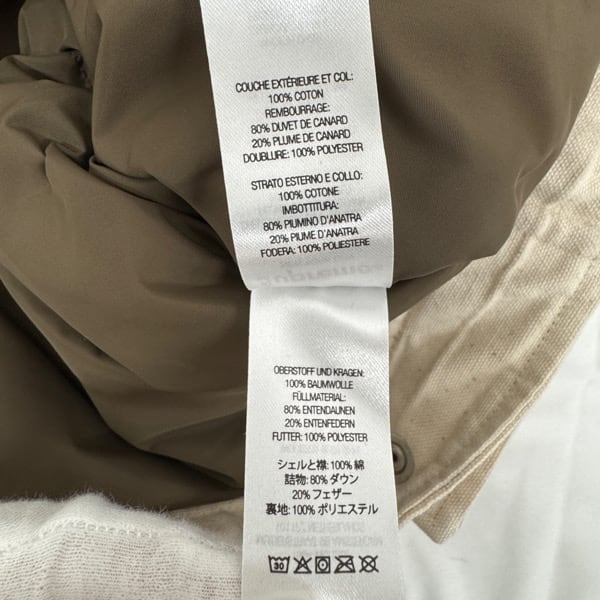 COUCHE EXTÉRIEURE ET COL:
100% COTON
REMBOURRAGE:
80% DUVET DE CANARD
20% PLUME DE CANARD
DOUBLURE: 100% POLYESTER
STRATO ESTERNO E COLLO:
100% COTONE
IMBOTTITURA:
80% PIUMINO D'ANATRA
20% PIUME D'ANATRA
FODERA: 100% POLIESTERE
OBERSTOFF UND KRAGEN:
100% BAUMWOLLE
FÜLLMATERIAL:
80% ENTENDAUNEN
20% ENTENFEDERN
FUTTER: 100% POLYESTER
シェルと襟: 100% 綿
詰物: 80% ダウン
20% フェザー
裏地: 100% ポリエステル
30